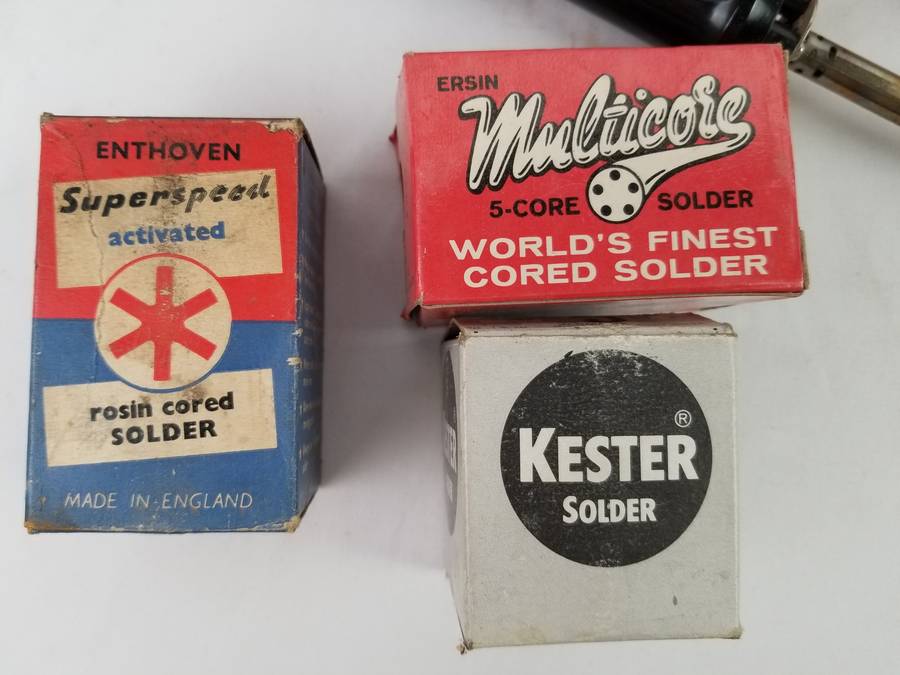 ENTHOVEN
Superspeed
activated
rosin cored
SOLDER
MADE IN ENGLAND
ERSIN
Multicore
5-CORE SOLDER
WORLD'S FINEST
CORED SOLDER
KESTER®
SOLDER